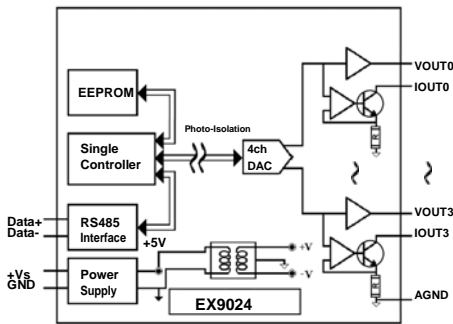 EEPROM
Photo-Isolation
Single
Controller
4ch
DAC
VOUT0
IOUT0
R
VOUT3
IOUT3
R
AGND
Data+
Data-
RS485
Interface
+5V
+Vs
GND
Power
Supply
+V
-V
EX9024